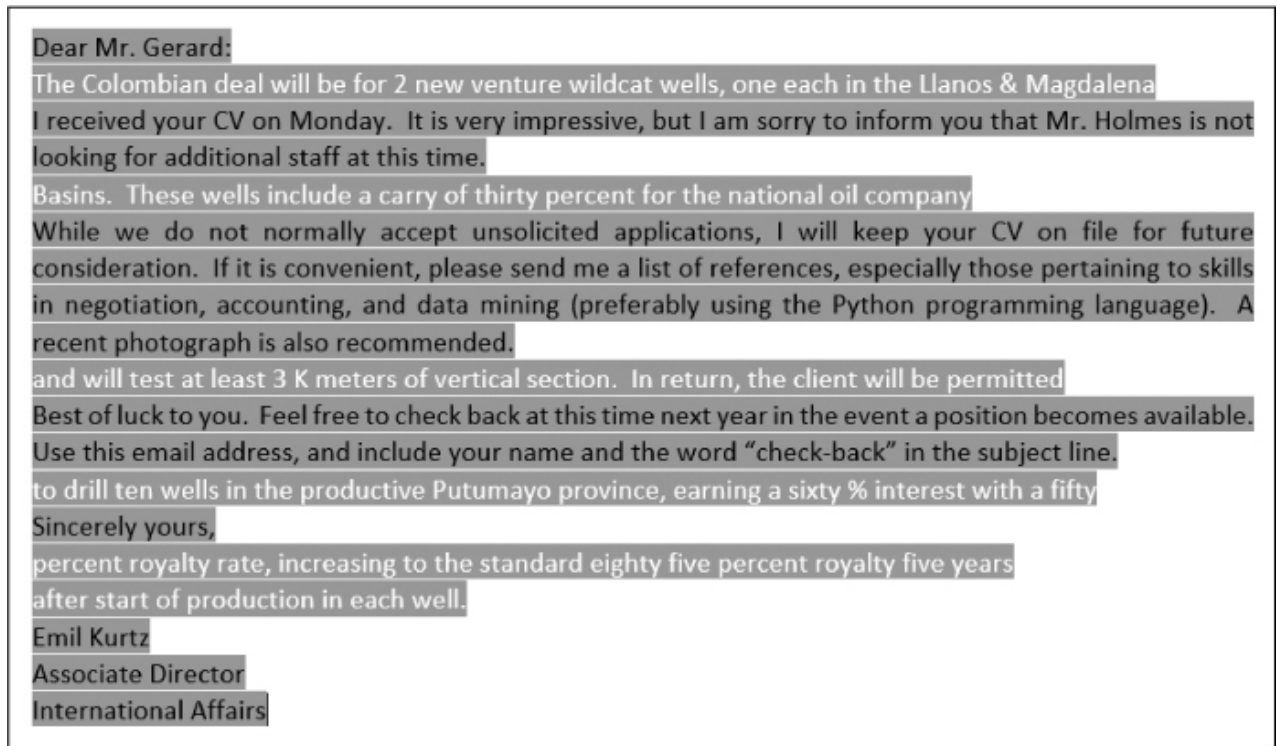 Dear Mr. Gerard:
The Colombian deal will be for 2 new venture wildcat wells, one each in the Llanos & Magdalena
I received your CV on Monday.  It is very impressive, but I am sorry to inform you that Mr. Holmes is not
looking for additional staff at this time.
Basins.  These wells include a carry of thirty percent for the national oil company
While we do not normally accept unsolicited applications, I will keep your CV on file for future
consideration.  If it is convenient, please send me a list of references, especially those pertaining to skills
in negotiation, accounting, and data mining (preferably using the Python programming language).  A
recent photograph is also recommended.
and will test at least 3 K meters of vertical section.  In return, the client will be permitted
Best of luck to you.  Feel free to check back at this time next year in the event a position becomes available.
Use this email address, and include your name and the word “check-back” in the subject line.
to drill ten wells in the productive Putumayo province, earning a sixty % interest with a fifty
Sincerely yours,
percent royalty rate, increasing to the standard eighty five percent royalty five years
after start of production in each well.
Emil Kurtz
Associate Director
International Affairs